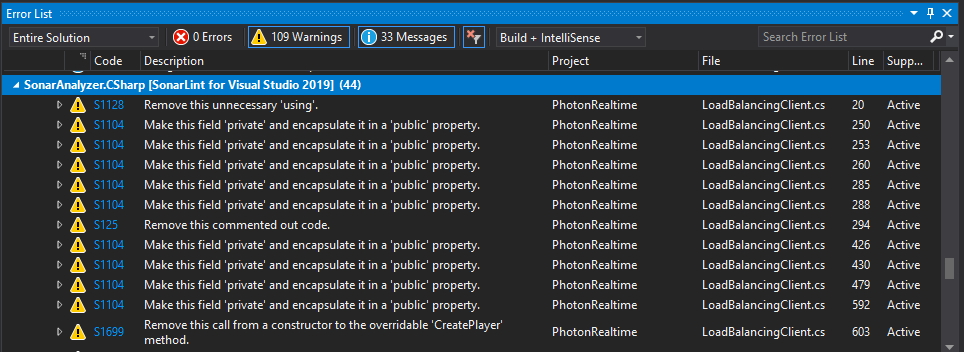 Error List
Entire Solution 0 Errors 109 Warnings 33 Messages Build + IntelliSense Search Error List
Code Description Project File Line Supp...
SonarAnalyzer.CSharp [SonarLint for Visual Studio 2019] (44)
S1128 Remove this unnecessary 'using'. PhotonRealtime LoadBalancingClient.cs 20 Active
S1104 Make this field 'private' and encapsulate it in a 'public' property. PhotonRealtime LoadBalancingClient.cs 250 Active
S1104 Make this field 'private' and encapsulate it in a 'public' property. PhotonRealtime LoadBalancingClient.cs 253 Active
S1104 Make this field 'private' and encapsulate it in a 'public' property. PhotonRealtime LoadBalancingClient.cs 260 Active
S1104 Make this field 'private' and encapsulate it in a 'public' property. PhotonRealtime LoadBalancingClient.cs 285 Active
S1104 Make this field 'private' and encapsulate it in a 'public' property. PhotonRealtime LoadBalancingClient.cs 288 Active
S125 Remove this commented out code. PhotonRealtime LoadBalancingClient.cs 294 Active
S1104 Make this field 'private' and encapsulate it in a 'public' property. PhotonRealtime LoadBalancingClient.cs 426 Active
S1104 Make this field 'private' and encapsulate it in a 'public' property. PhotonRealtime LoadBalancingClient.cs 430 Active
S1104 Make this field 'private' and encapsulate it in a 'public' property. PhotonRealtime LoadBalancingClient.cs 479 Active
S1104 Make this field 'private' and encapsulate it in a 'public' property. PhotonRealtime LoadBalancingClient.cs 592 Active
S1699 Remove this call from a constructor to the overridable 'CreatePlayer' PhotonRealtime LoadBalancingClient.cs 603 Active
method.